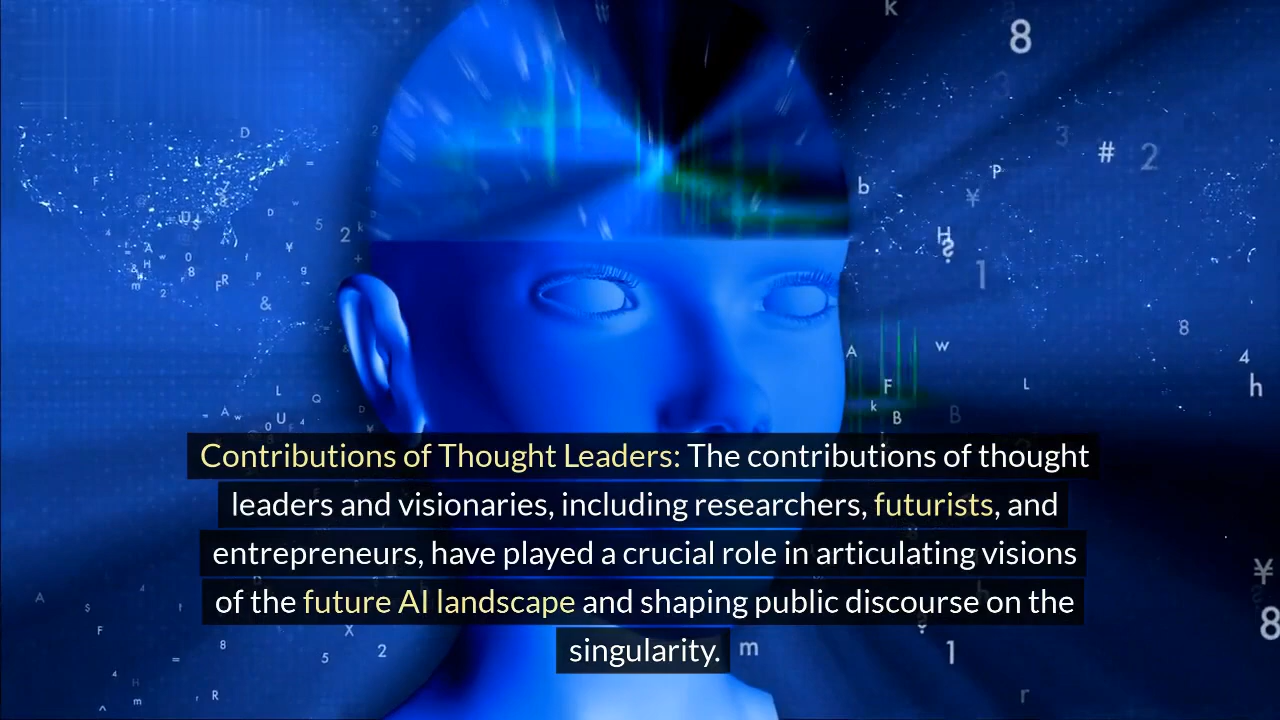 Contributions of Thought Leaders: The contributions of thought
leaders and visionaries, including researchers, futurists, and
entrepreneurs, have played a crucial role in articulating visions
of the future AI landscape and shaping public discourse on the
singularity.